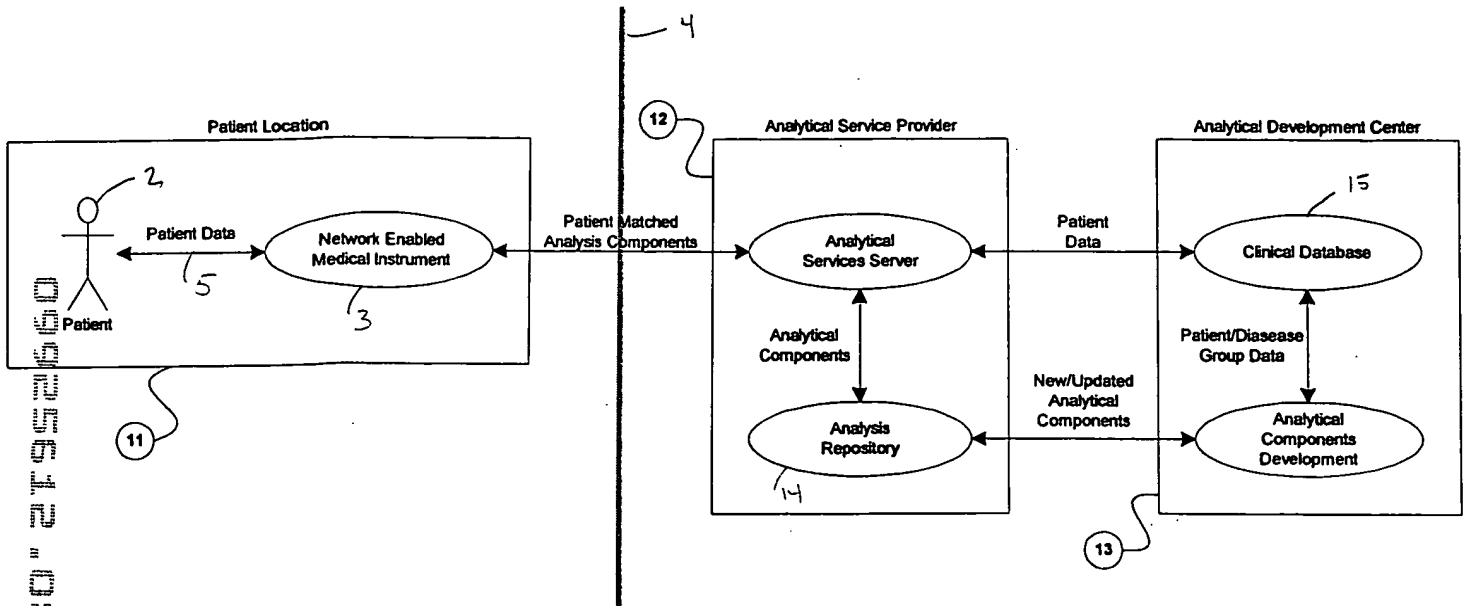 4
12
Patient Location
Analytical Service Provider
Analytical Development Center
2
15
Patient Data
Network Enabled
Medical Instrument
Patient Matched
Analysis Components
Analytical
Services Server
Patient
Data
Clinical Database
5
3
Patient
Analytical
Components
Patient/Diasease
Group Data
New/Updated
Analytical
Components
11
Analysis
Repository
Analytical
Components
Development
14
13